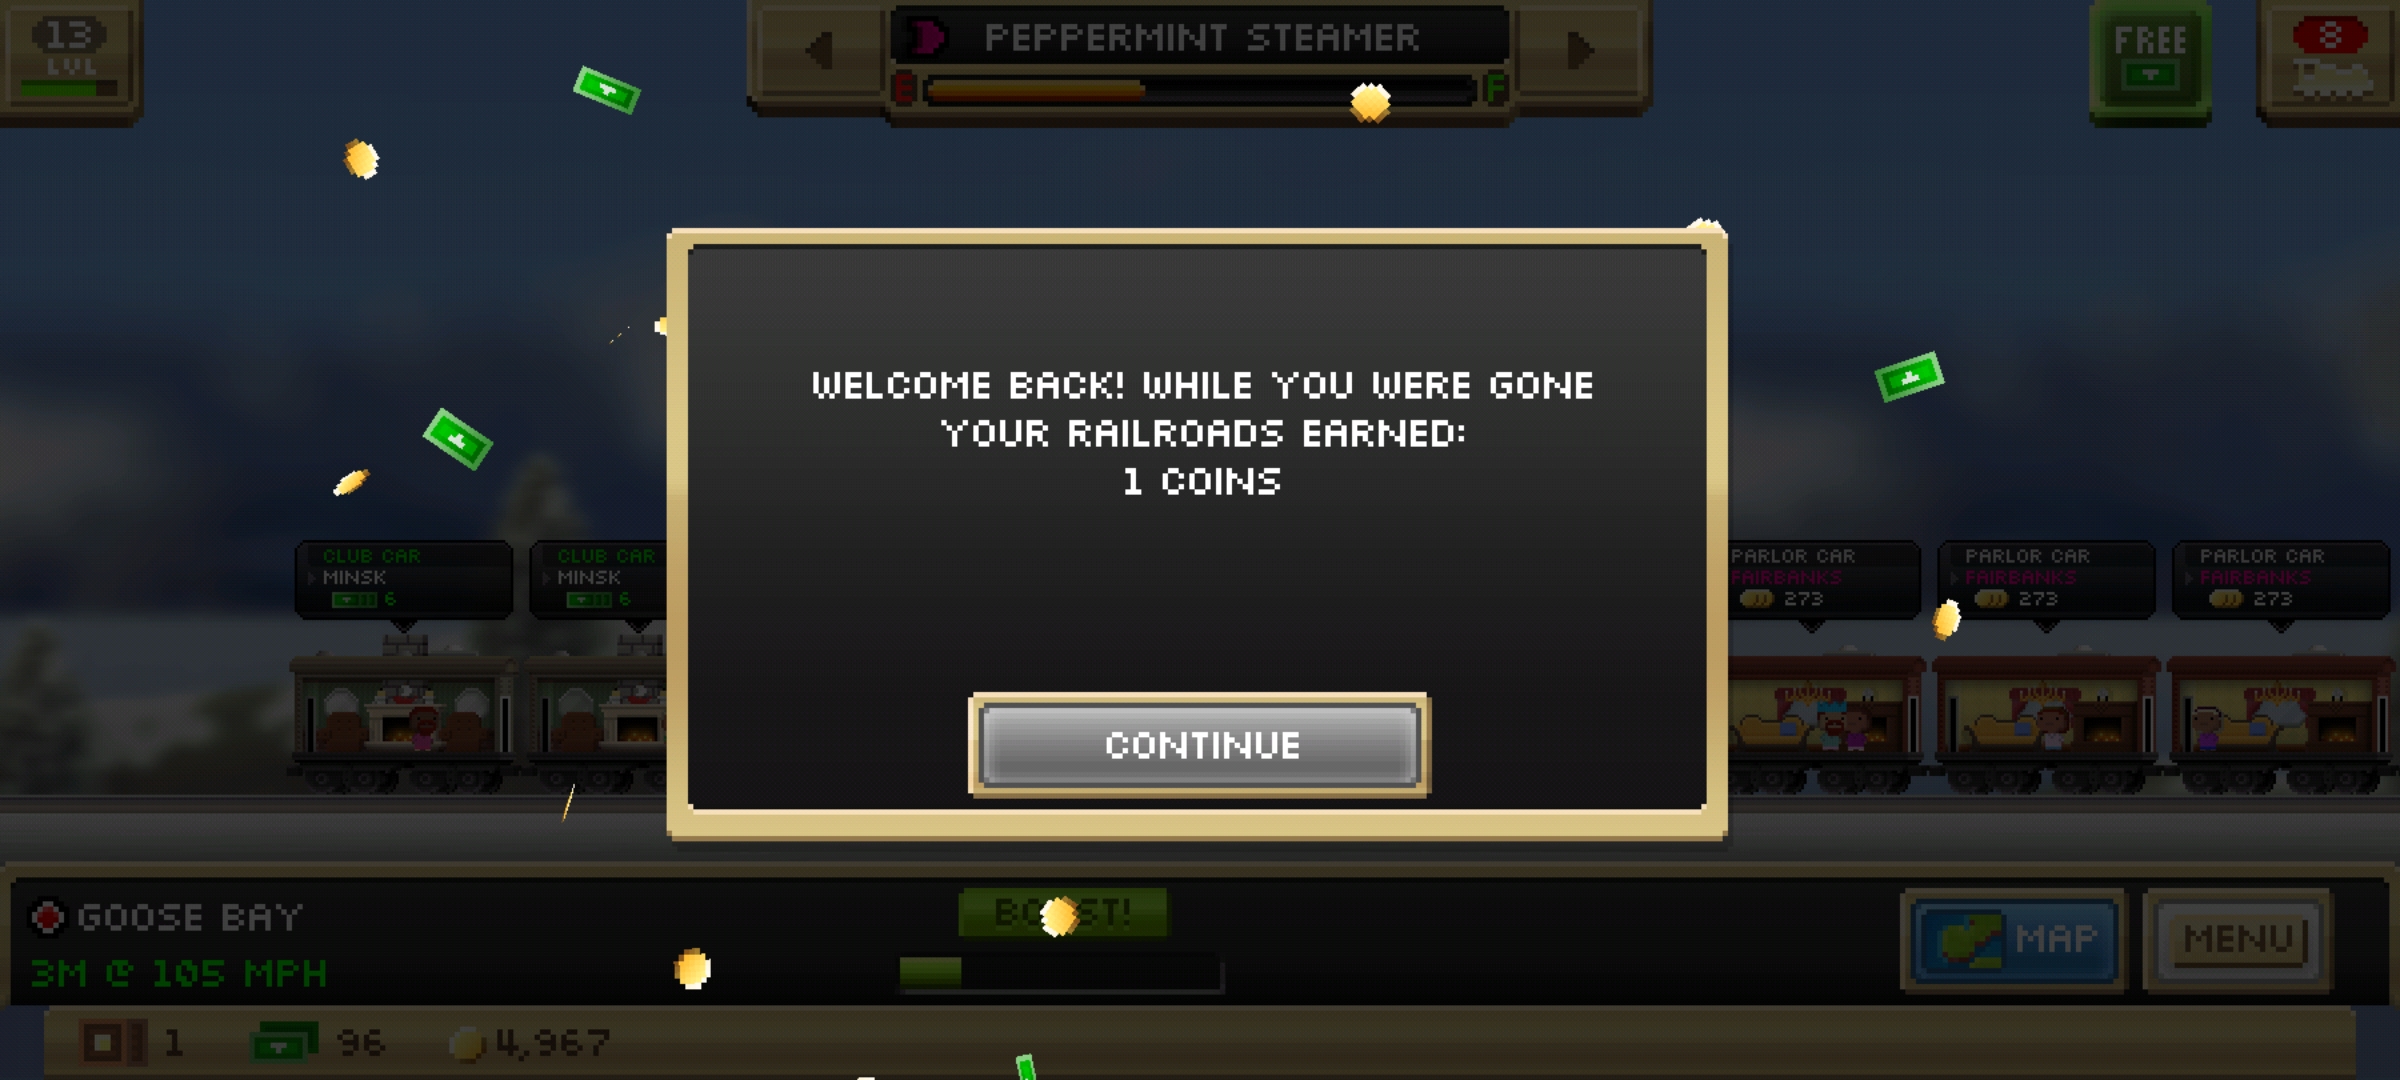 13
LVL
PEPPERMINT STEAMER
E F
FREE
8
WELCOME BACK! WHILE YOU WERE GONE
YOUR RAILROADS EARNED:
1 COINS
CONTINUE
CLUB CAR
MINSK
6
CLUB CAR
MINSK
6
PARLOR CAR
FAIRBANKS
273
PARLOR CAR
FAIRBANKS
273
PARLOR CAR
FAIRBANKS
273
GOOSE BAY
3M @ 105 MPH
MAP
MENU
1
96
4,967